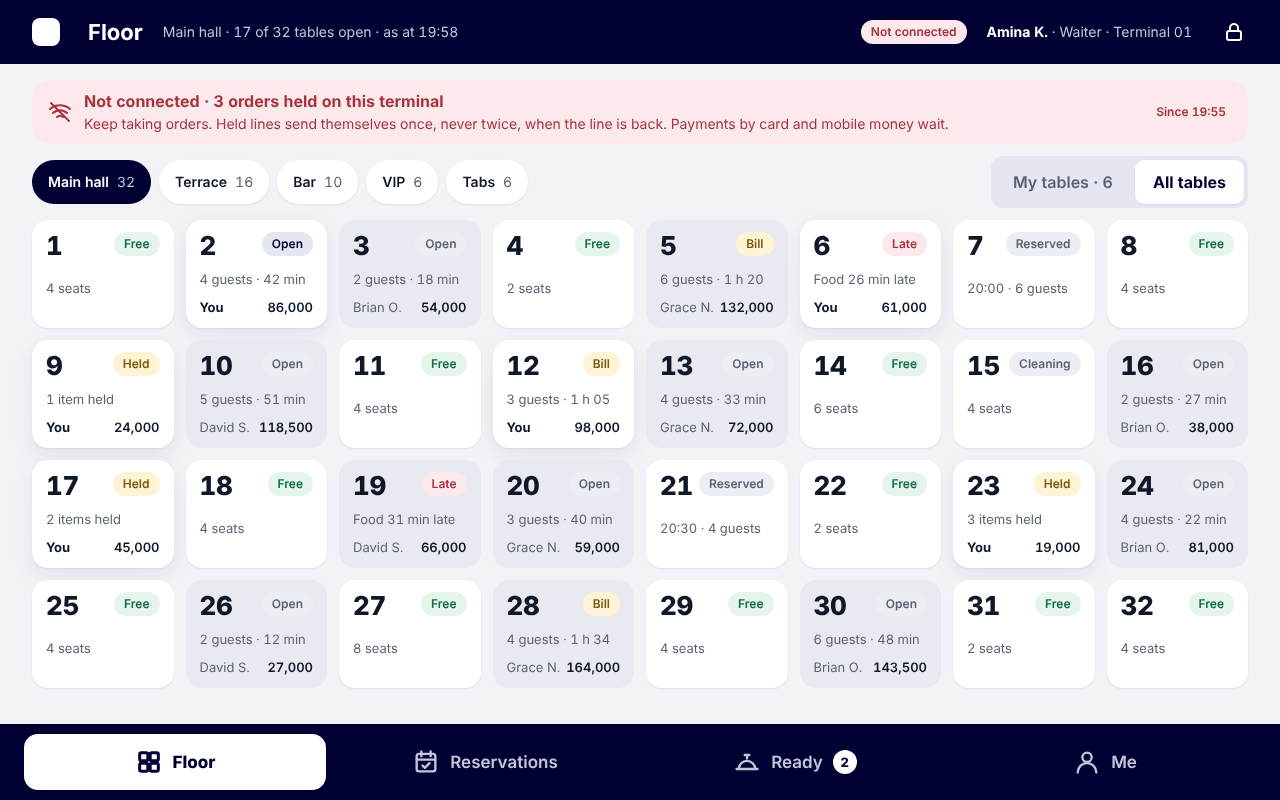 Floor
Main hall · 17 of 32 tables open · as at 19:58
Not connected
Amina K. · Waiter · Terminal 01
Not connected · 3 orders held on this terminal
Keep taking orders. Held lines send themselves once, never twice, when the line is back. Payments by card and mobile money wait.
Since 19:55
Main hall 32
Terrace 16
Bar 10
VIP 6
Tabs 6
My tables · 6
All tables
1 Free
4 seats
2 Open
4 guests · 42 min
You 86,000
3 Open
2 guests · 18 min
Brian O. 54,000
4 Free
2 seats
5 Bill
6 guests · 1 h 20
Grace N. 132,000
6 Late
Food 26 min late
You 61,000
7 Reserved
20:00 · 6 guests
8 Free
4 seats
9 Held
1 item held
You 24,000
10 Open
5 guests · 51 min
David S. 118,500
11 Free
4 seats
12 Bill
3 guests · 1 h 05
You 98,000
13 Open
4 guests · 33 min
Grace N. 72,000
14 Free
6 seats
15 Cleaning
4 seats
16 Open
2 guests · 27 min
Brian O. 38,000
17 Held
2 items held
You 45,000
18 Free
4 seats
19 Late
Food 31 min late
David S. 66,000
20 Open
3 guests · 40 min
Grace N. 59,000
21 Reserved
20:30 · 4 guests
22 Free
2 seats
23 Held
3 items held
You 19,000
24 Open
4 guests · 22 min
Brian O. 81,000
25 Free
4 seats
26 Open
2 guests · 12 min
David S. 27,000
27 Free
8 seats
28 Bill
4 guests · 1 h 34
Grace N. 164,000
29 Free
4 seats
30 Open
6 guests · 48 min
Brian O. 143,500
31 Free
2 seats
32 Free
4 seats
Floor
Reservations
Ready 2
Me